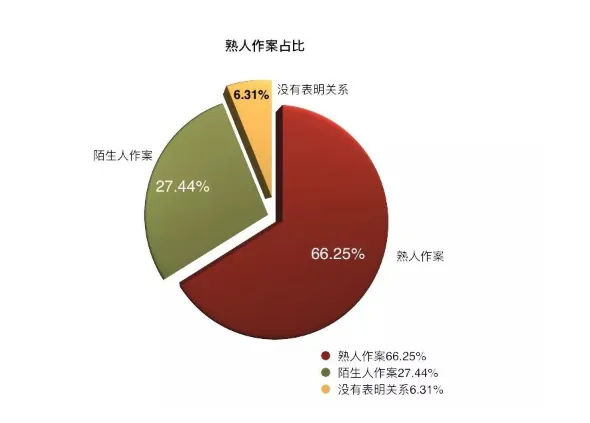 熟人作案占比
6.31%
没有表明关系
陌生人作案
27.44%
66.25%
熟人作案
熟人作案66.25%
陌生人作案27.44%
没有表明关系6.31%